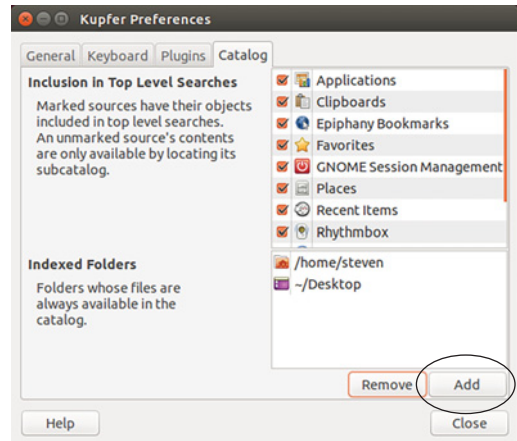 Kupfer Preferences
General Keyboard Plugins Catalog
Inclusion in Top Level Searches
Marked sources have their objects
included in top level searches.
An unmarked source's contents
are only available by locating its
subcatalog.
Applications
Clipboards
Epiphany Bookmarks
Favorites
GNOME Session Management
Places
Recent Items
Rhythmbox
Indexed Folders
Folders whose files are
always available in the
catalog.
/home/steven
~/Desktop
Remove Add
Help Close